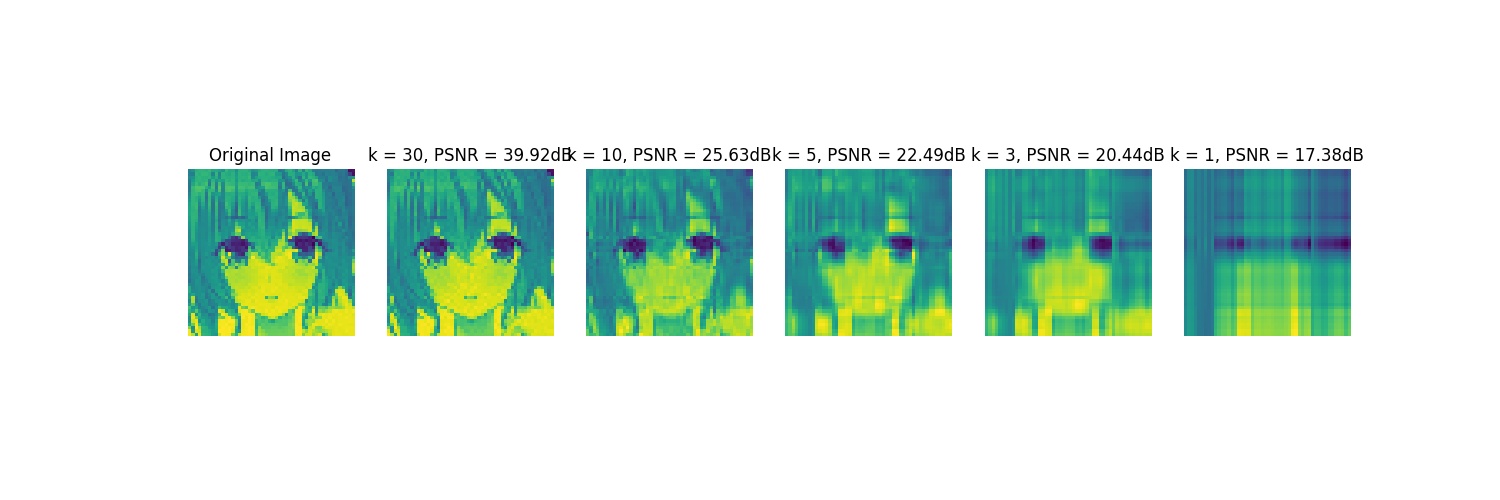 Original Image
k = 30, PSNR = 39.92dB
k = 10, PSNR = 25.63dB
k = 5, PSNR = 22.49dB
k = 3, PSNR = 20.44dB
k = 1, PSNR = 17.38dB